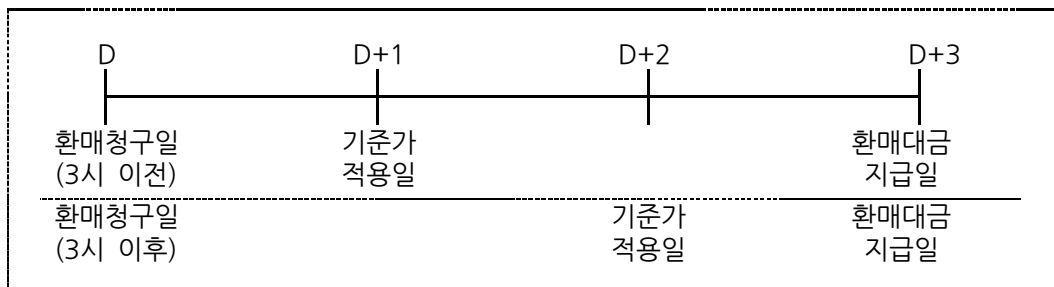 D D+1 D+2 D+3
환매청구일 기준가 환매대금
(3시 이전) 적용일 지급일
환매청구일 기준가 환매대금
(3시 이후) 적용일 지급일